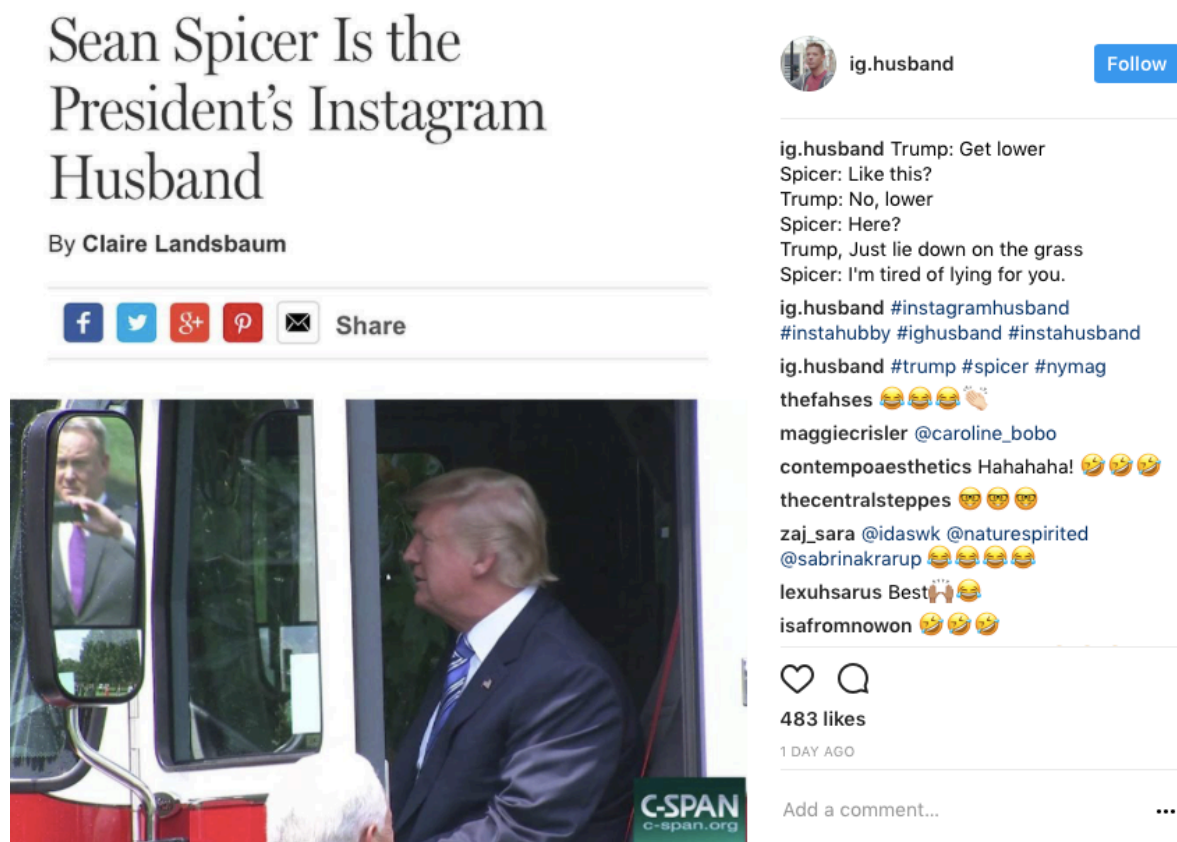 Sean Spicer Is the
President's Instagram
Husband
By Claire Landsbaum
f
8+
Share
C-SPAN
c-span.org
ig.husband
Follow
ig.husband Trump: Get lower
Spicer: Like this?
Trump: No, lower
Spicer: Here?
Trump, Just lie down on the grass
Spicer: I'm tired of lying for you.
ig.husband #instagramhusband
#instahubby #ighusband #instahusband
ig.husband #trump #spicer #nymag
thefahses 😂😂😂👏🏻
maggiecrisler @caroline_bobo
contempoaesthetics Hahahaha! 🤣🤣🤣
thecentralsteppes 🤓🤓🤓
zaj_sara @idaswk @naturespirited
@sabrinakrarup 😂😂😂😂
lexuhsarus Best🙌🏽😂
isafromnowon 🤣🤣🤣
483 likes
1 DAY AGO
Add a comment...